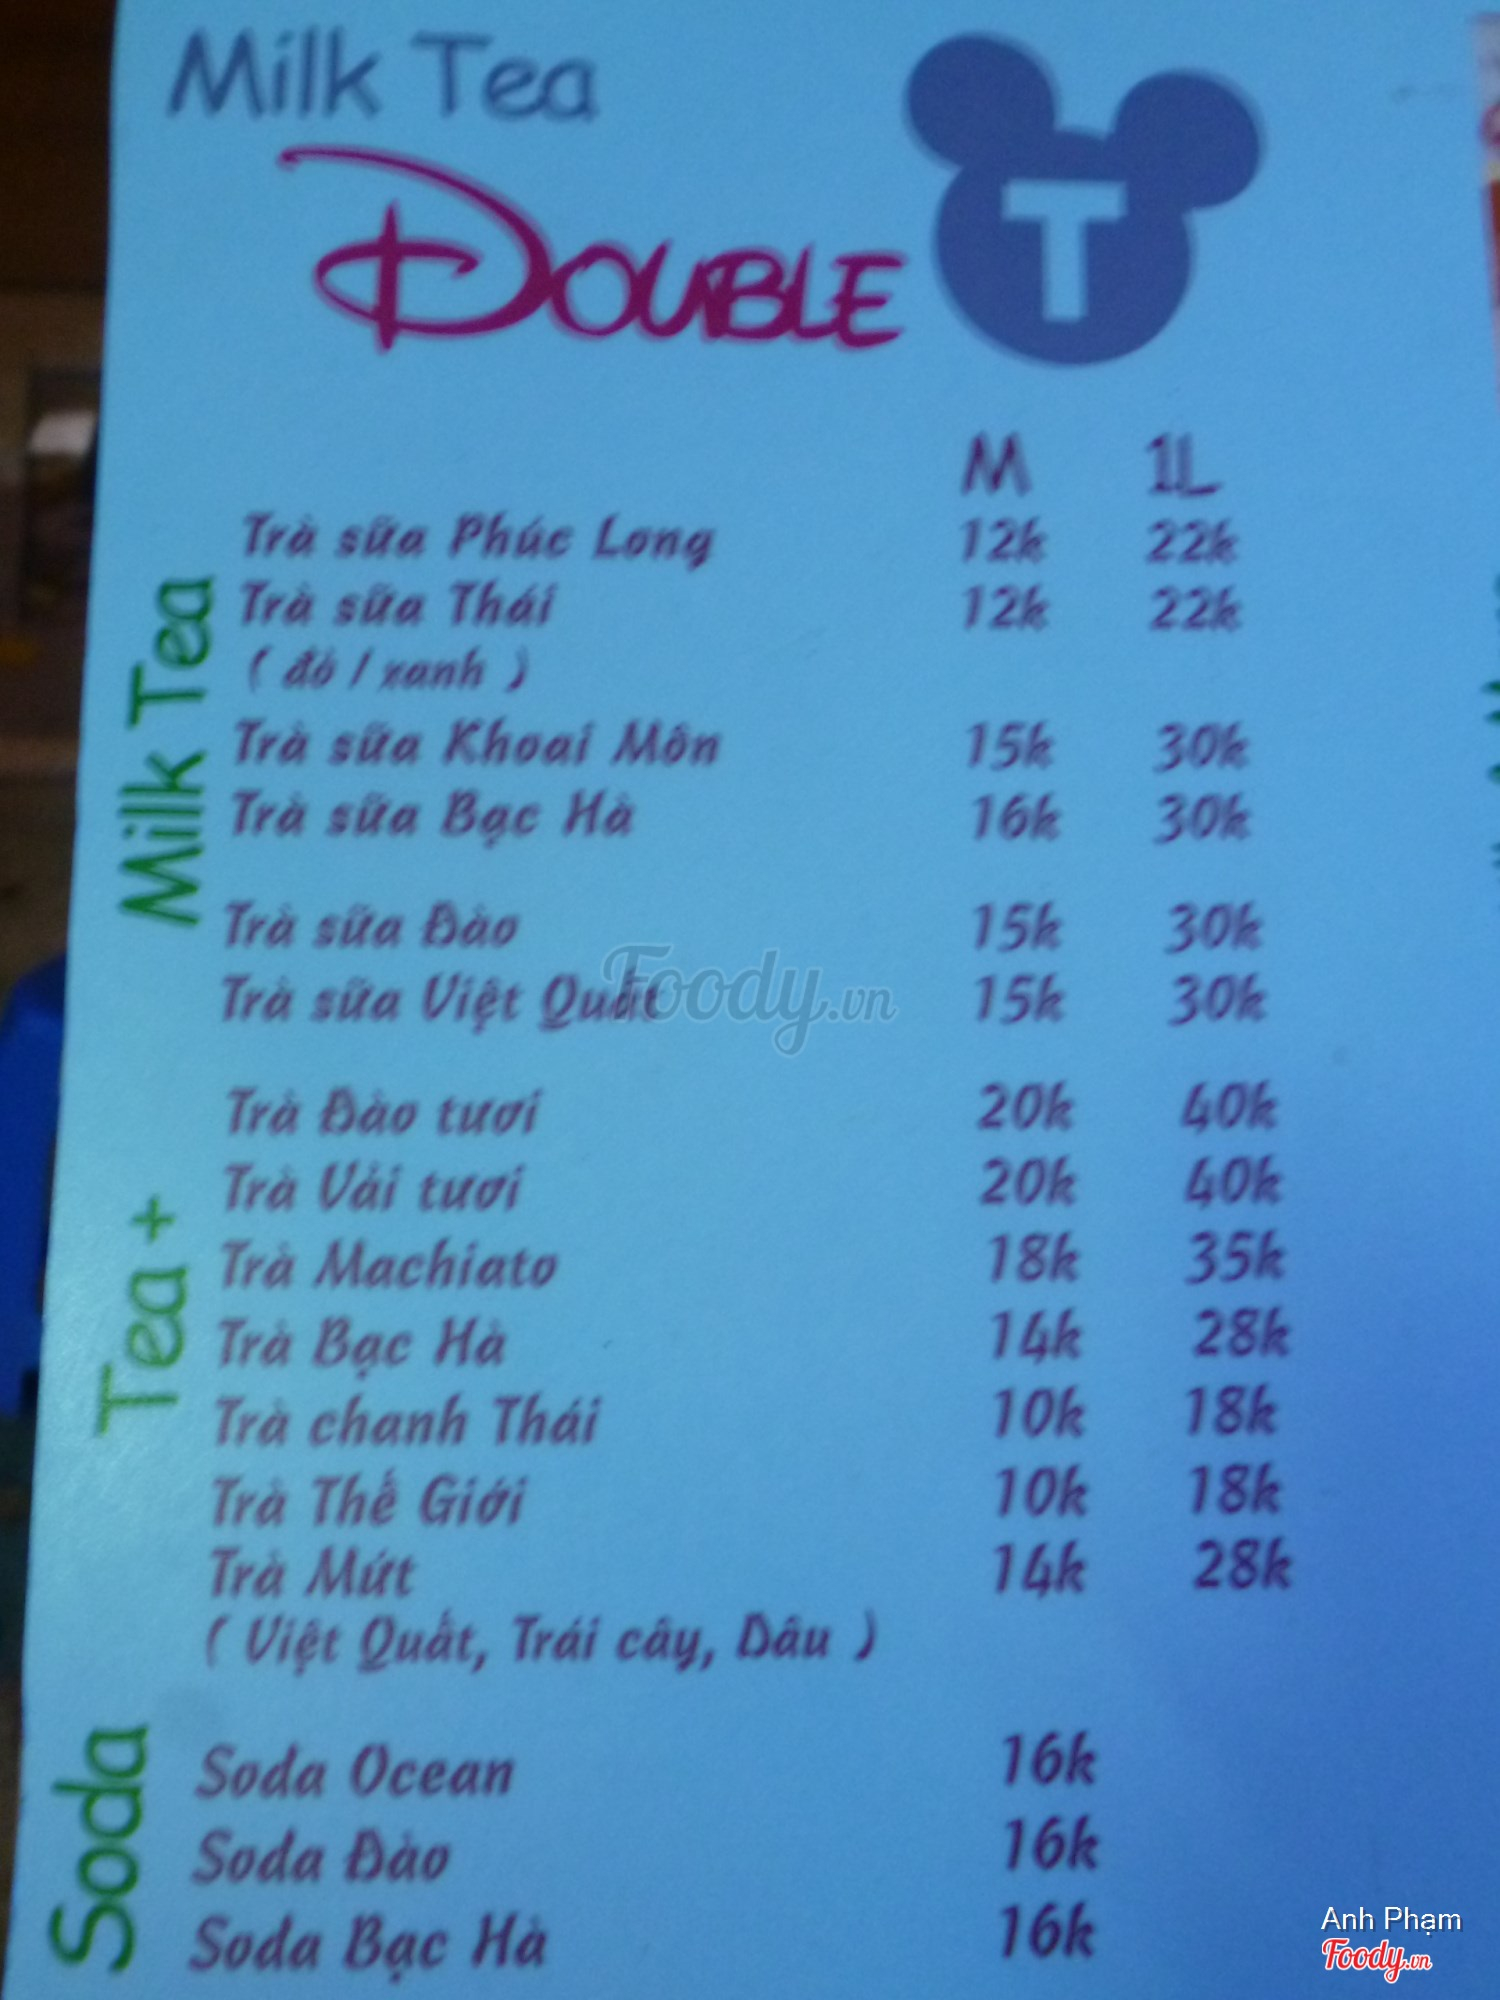 Milk Tea
DOUBLE T
M 1L
Milk Tea
Trà sữa Phúc Long 12k 22k
Trà sữa Thái 12k 22k
( đỏ / xanh )
Trà sữa Khoai Môn 15k 30k
Trà sữa Bạc Hà 16k 30k
Trà sữa Đào 15k 30k
Trà sữa Việt Quất 15k 30k
Foody.vn
Tea +
Trà Đào tươi 20k 40k
Trà Vải tươi 20k 40k
Trà Machiato 18k 35k
Trà Bạc Hà 14k 28k
Trà chanh Thái 10k 18k
Trà Thế Giới 10k 18k
Trà Mứt 14k 28k
( Việt Quất, Trái cây, Dâu )
Soda
Soda Ocean 16k
Soda Đào 16k
Soda Bạc Hà 16k
Anh Phạm
Foody.vn